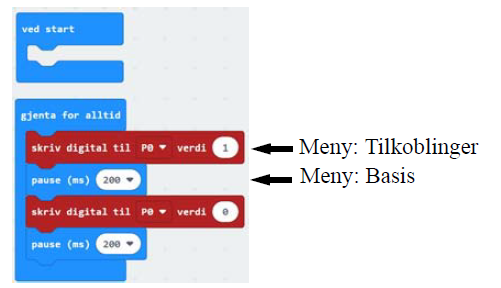 ved start
gjenta for alltid
skriv digital til P0 verdi 1
Meny: Tilkoblinger
pause (ms) 200
Meny: Basis
skriv digital til P0 verdi 0
pause (ms) 200